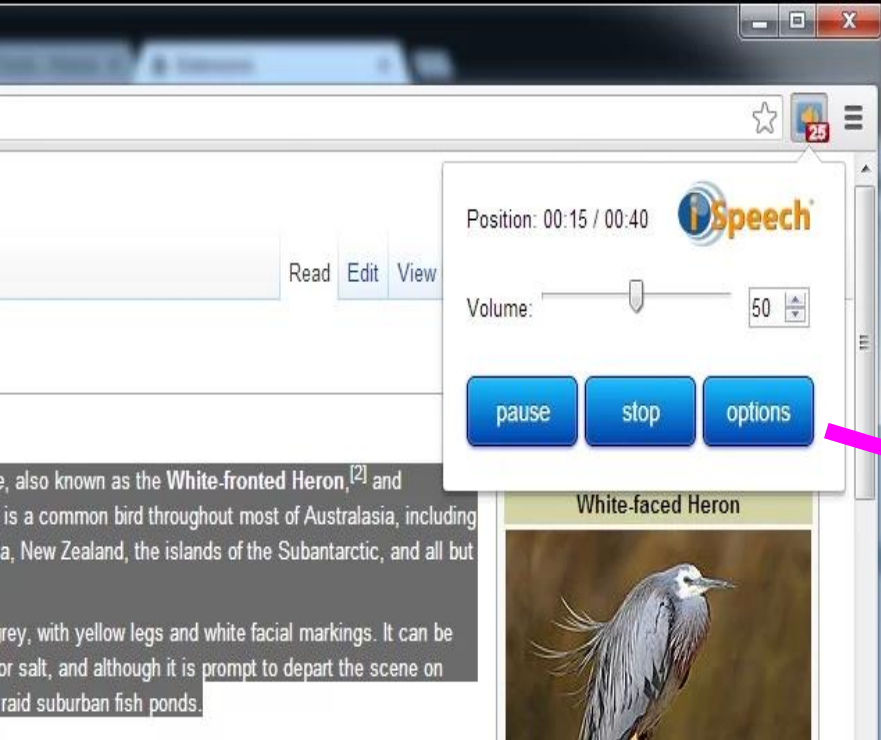 X
25
Position: 00:15 / 00:40
iSpeech
Read Edit View
Volume: 50
pause stop options
e, also known as the White-fronted Heron,[2] and
is a common bird throughout most of Australasia, including
a, New Zealand, the islands of the Subantarctic, and all but
White-faced Heron
grey, with yellow legs and white facial markings. It can be
or salt, and although it is prompt to depart the scene on
raid suburban fish ponds.